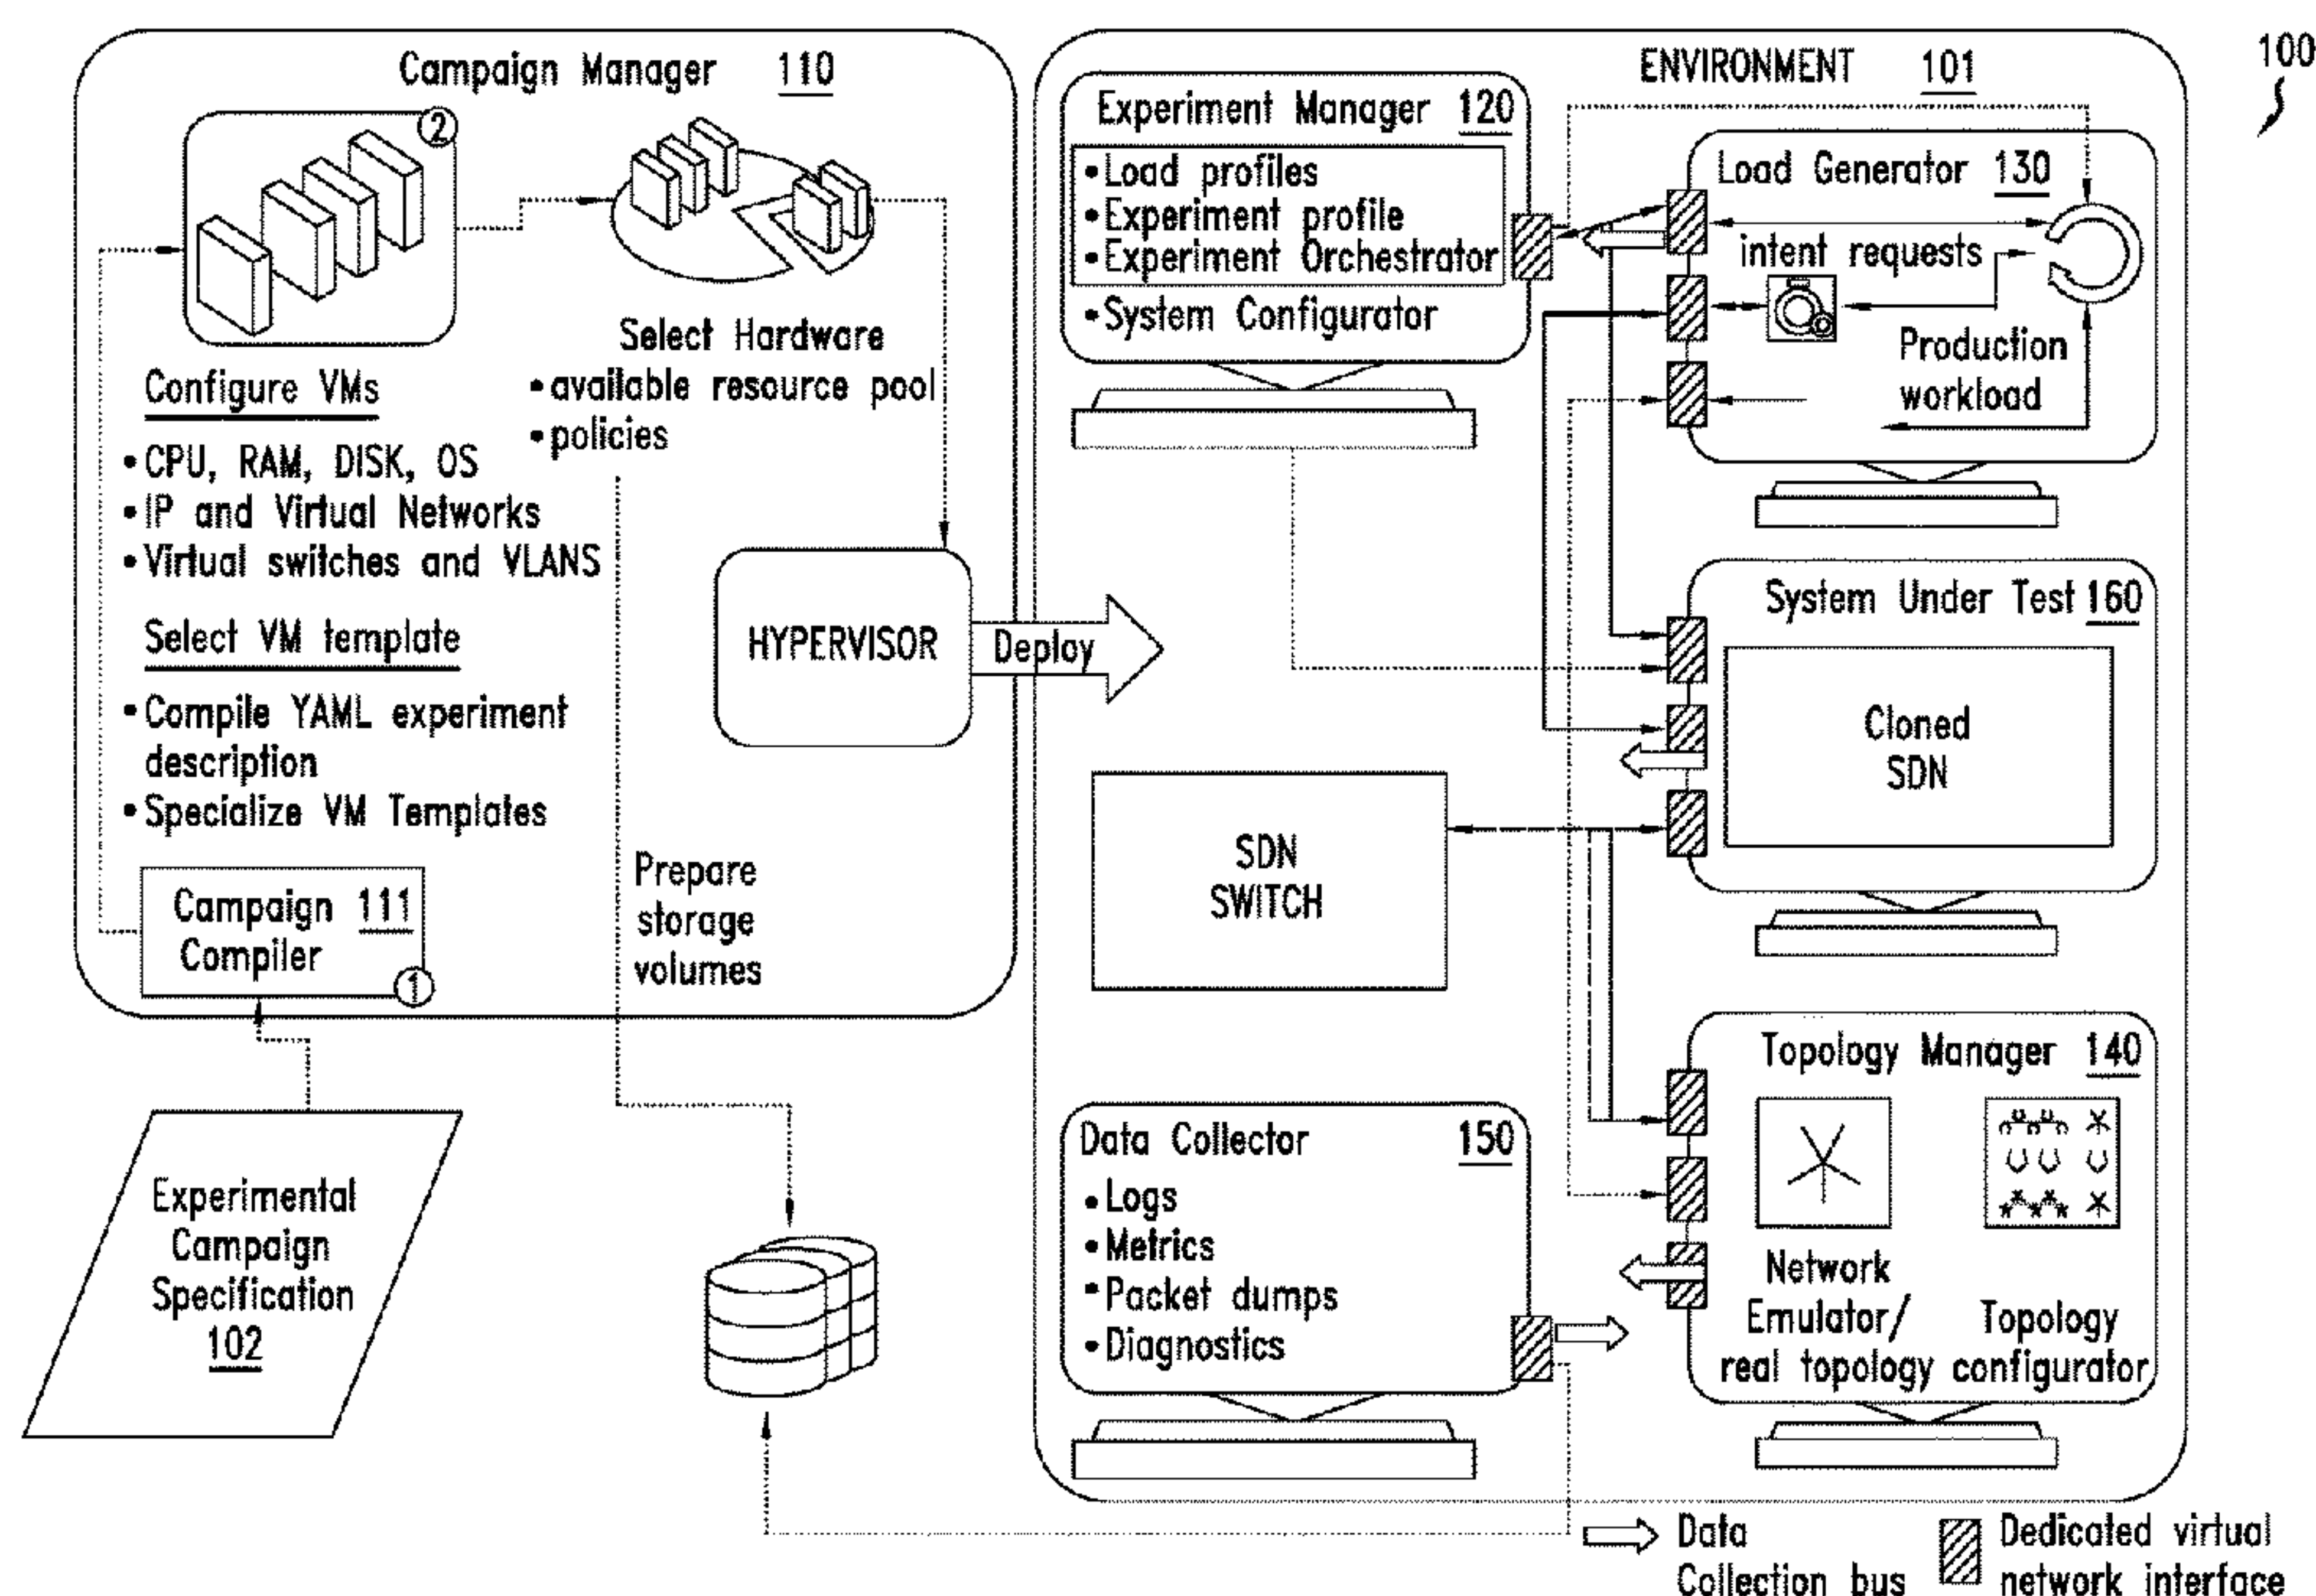 100
Campaign Manager 110
2
Select Hardware
• available resource pool
• policies
Configure VMs
• CPU, RAM, DISK, OS
• IP and Virtual Networks
• Virtual switches and VLANS
Select VM template
• Compile YAML experiment
description
• Specialize VM Templates
Campaign 111
Compiler
1
HYPERVISOR
Deploy
Prepare
storage
volumes
Experimental
Campaign
Specification
102
ENVIRONMENT 101
Experiment Manager 120
• Load profiles
• Experiment profile
• Experiment Orchestrator
• System Configurator
Load Generator 130
intent requests
Production
workload
System Under Test 160
Cloned
SDN
SDN
SWITCH
Topology Manager 140
Network
Emulator/
real topology
Topology
configurator
Data Collector 150
• Logs
• Metrics
• Packet dumps
• Diagnostics
Data
Collection bus
Dedicated virtual
network interface